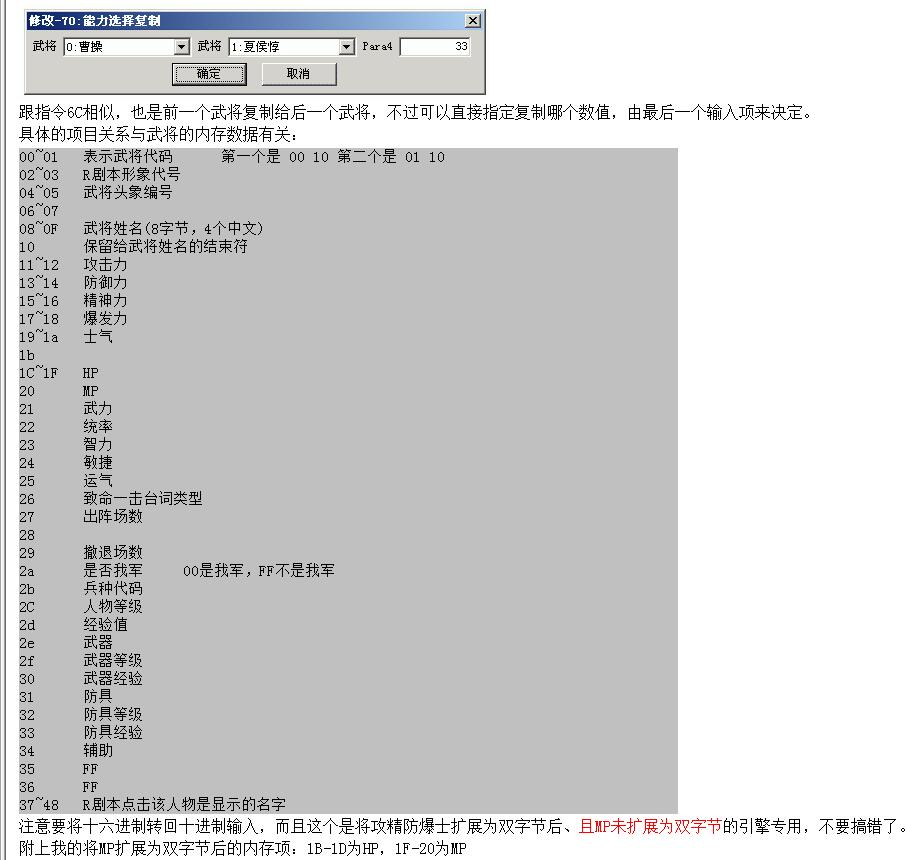 修改-70:能力选择复制
武将 0:曹操 武将 1:夏侯惇 Para4 33
确定 取消
跟指令6C相似，也是前一个武将复制给后一个武将，不过可以直接指定复制哪个数值，由最后一个输入项来决定。
具体的项目关系与武将的内存数据有关：
00~01 表示武将代码 第一个是 00 10 第二个是 01 10
02~03 R剧本形象代号
04~05 武将头象编号
06~07
08~0F 武将姓名(8字节，4个中文)
10 保留给武将姓名的结束符
11~12 攻击力
13~14 防御力
15~16 精神力
17~18 爆发力
19~1a 士气
1b
1C~1F HP
20 MP
21 武力
22 统率
23 智力
24 敏捷
25 运气
26 致命一击台词类型
27 出阵场数
28
29 撤退场数
2a 是否我军 00是我军，FF不是我军
2b 兵种代码
2C 人物等级
2d 经验值
2e 武器
2f 武器等级
30 武器经验
31 防具
32 防具等级
33 防具经验
34 辅助
35 FF
36 FF
37~48 R剧本点击该人物是显示的名字
注意要将十六进制转回十进制输入，而且这个是将攻精防爆士扩展为双字节后、且MP未扩展为双字节的引擎专用，不要搞错了。
附上我的将MP扩展为双字节后的内存项：1B-1D为HP，1F-20为MP